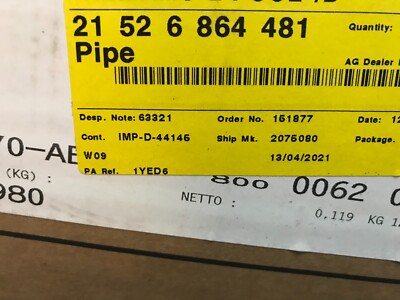 21 52 6 864 481 Quantity:
Pipe AG Dealer
Desp. Note: 63321 Order No. 151877 Date: 12
Cont. IMP-D-44145 Ship Mk. 2075080 Package.
W09 13/04/2021
PA Ref. 1YED6
(KG) : 800 0062 0
980 NETTO : 0,119 KG